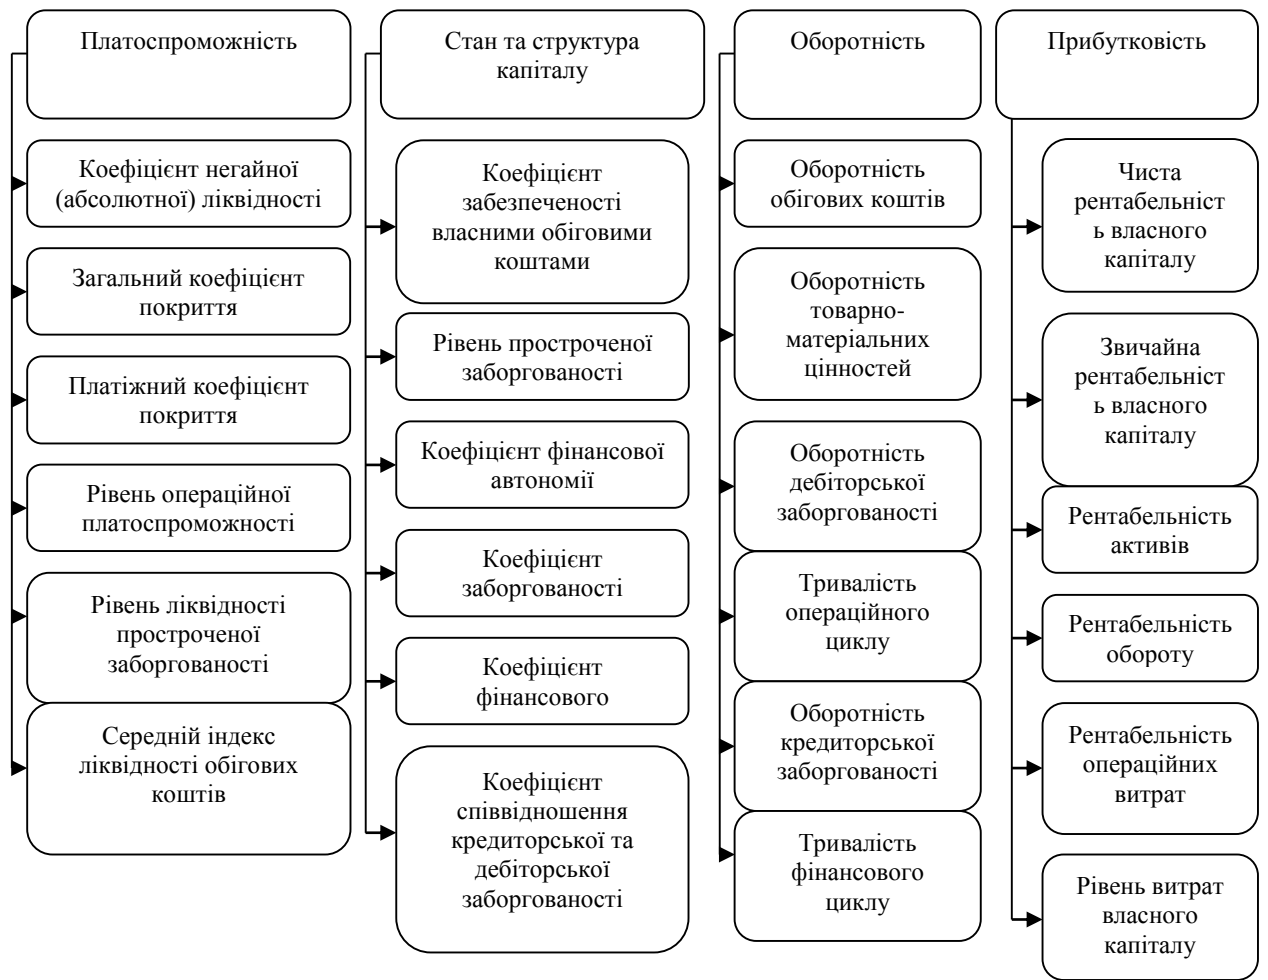 Платоспроможність
Коефіцієнт негайної
(абсолютної) ліквідності
Загальний коефіцієнт
покриття
Платіжний коефіцієнт
покриття
Рівень операційної
платоспроможності
Рівень ліквідності
простроченої
заборгованості
Середній індекс
ліквідності обігових
коштів
Стан та структура
капіталу
Коефіцієнт
забезпеченості
власними обіговими
коштами
Рівень простроченої
заборгованості
Коефіцієнт фінансової
автономії
Коефіцієнт
заборгованості
Коефіцієнт
фінансового
Коефіцієнт
співвідношення
кредиторської та
дебіторської
заборгованості
Оборотність
Оборотність
обігових коштів
Оборотність
товарно-
матеріальних
цінностей
Оборотність
дебіторської
заборгованості
Тривалість
операційного
циклу
Оборотність
кредиторської
заборгованості
Тривалість
фінансового
циклу
Прибутковість
Чиста
рентабельніст
ь власного
капіталу
Звичайна
рентабельніст
ь власного
капіталу
Рентабельність
активів
Рентабельність
обороту
Рентабельність
операційних
витрат
Рівень витрат
власного
капіталу